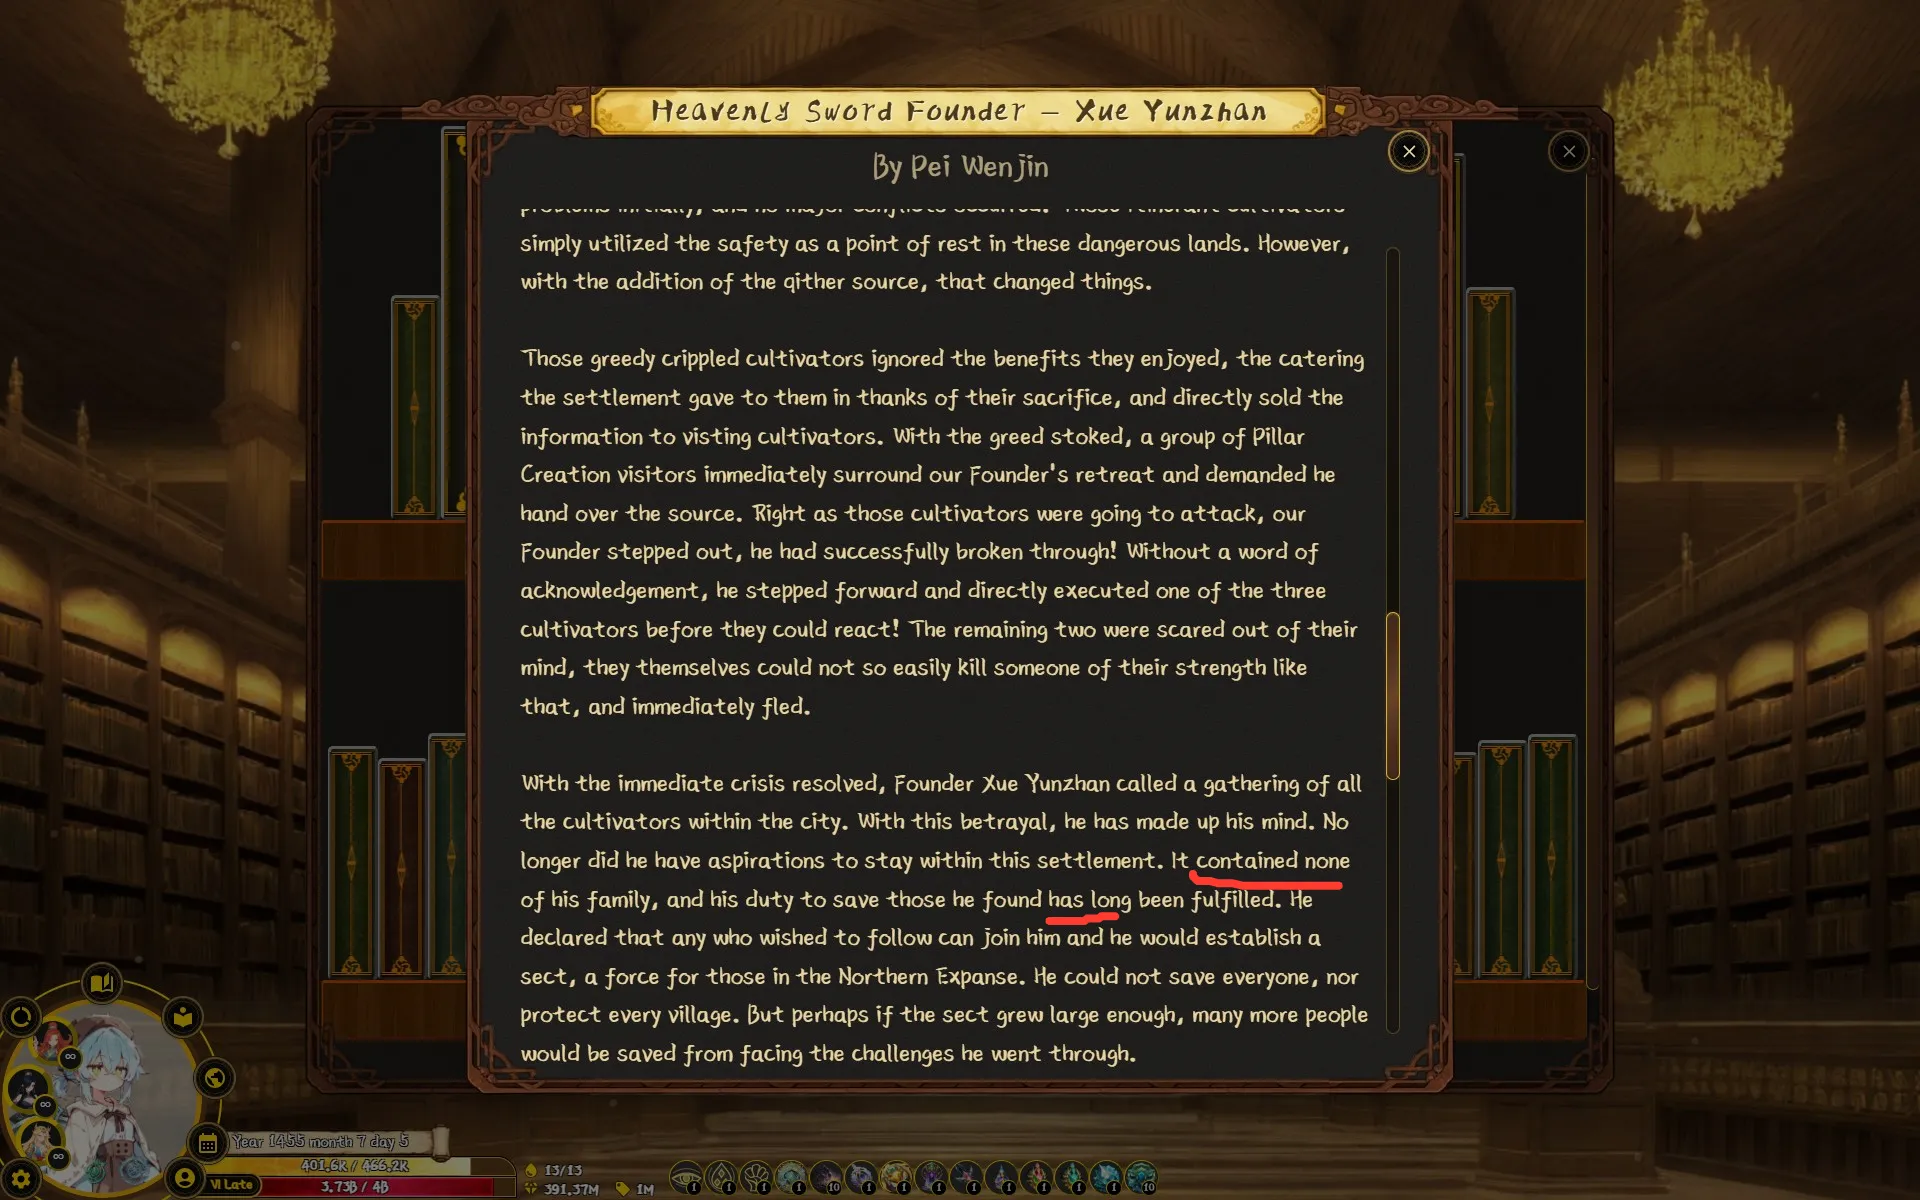 Heavenly Sword Founder – Xue Yunzhan
By Pei Wenjin
simply utilized the safety as a point of rest in these dangerous lands. However,
with the addition of the qither source, that changed things.
Those greedy crippled cultivators ignored the benefits they enjoyed, the catering
the settlement gave to them in thanks of their sacrifice, and directly sold the
information to visting cultivators. With the greed stoked, a group of Pillar
Creation visitors immediately surround our Founder's retreat and demanded he
hand over the source. Right as those cultivators were going to attack, our
Founder stepped out, he had successfully broken through! Without a word of
acknowledgement, he stepped forward and directly executed one of the three
cultivators before they could react! The remaining two were scared out of their
mind, they themselves could not so easily kill someone of their strength like
that, and immediately fled.
With the immediate crisis resolved, Founder Xue Yunzhan called a gathering of all
the cultivators within the city. With this betrayal, he has made up his mind. No
longer did he have aspirations to stay within this settlement. It contained none
of his family, and his duty to save those he found has long been fulfilled. He
declared that any who wished to follow can join him and he would establish a
sect, a force for those in the Northern Expanse. He could not save everyone, nor
protect every village. But perhaps if the sect grew large enough, many more people
would be saved from facing the challenges he went through.
Year 1455 month 7 day 5
401.6K / 466.2K
VI Late
3.73B / 4B
13/13
391.37M
1M
1 1 1 1 10 1 1 1 1 1 1 1 1 10